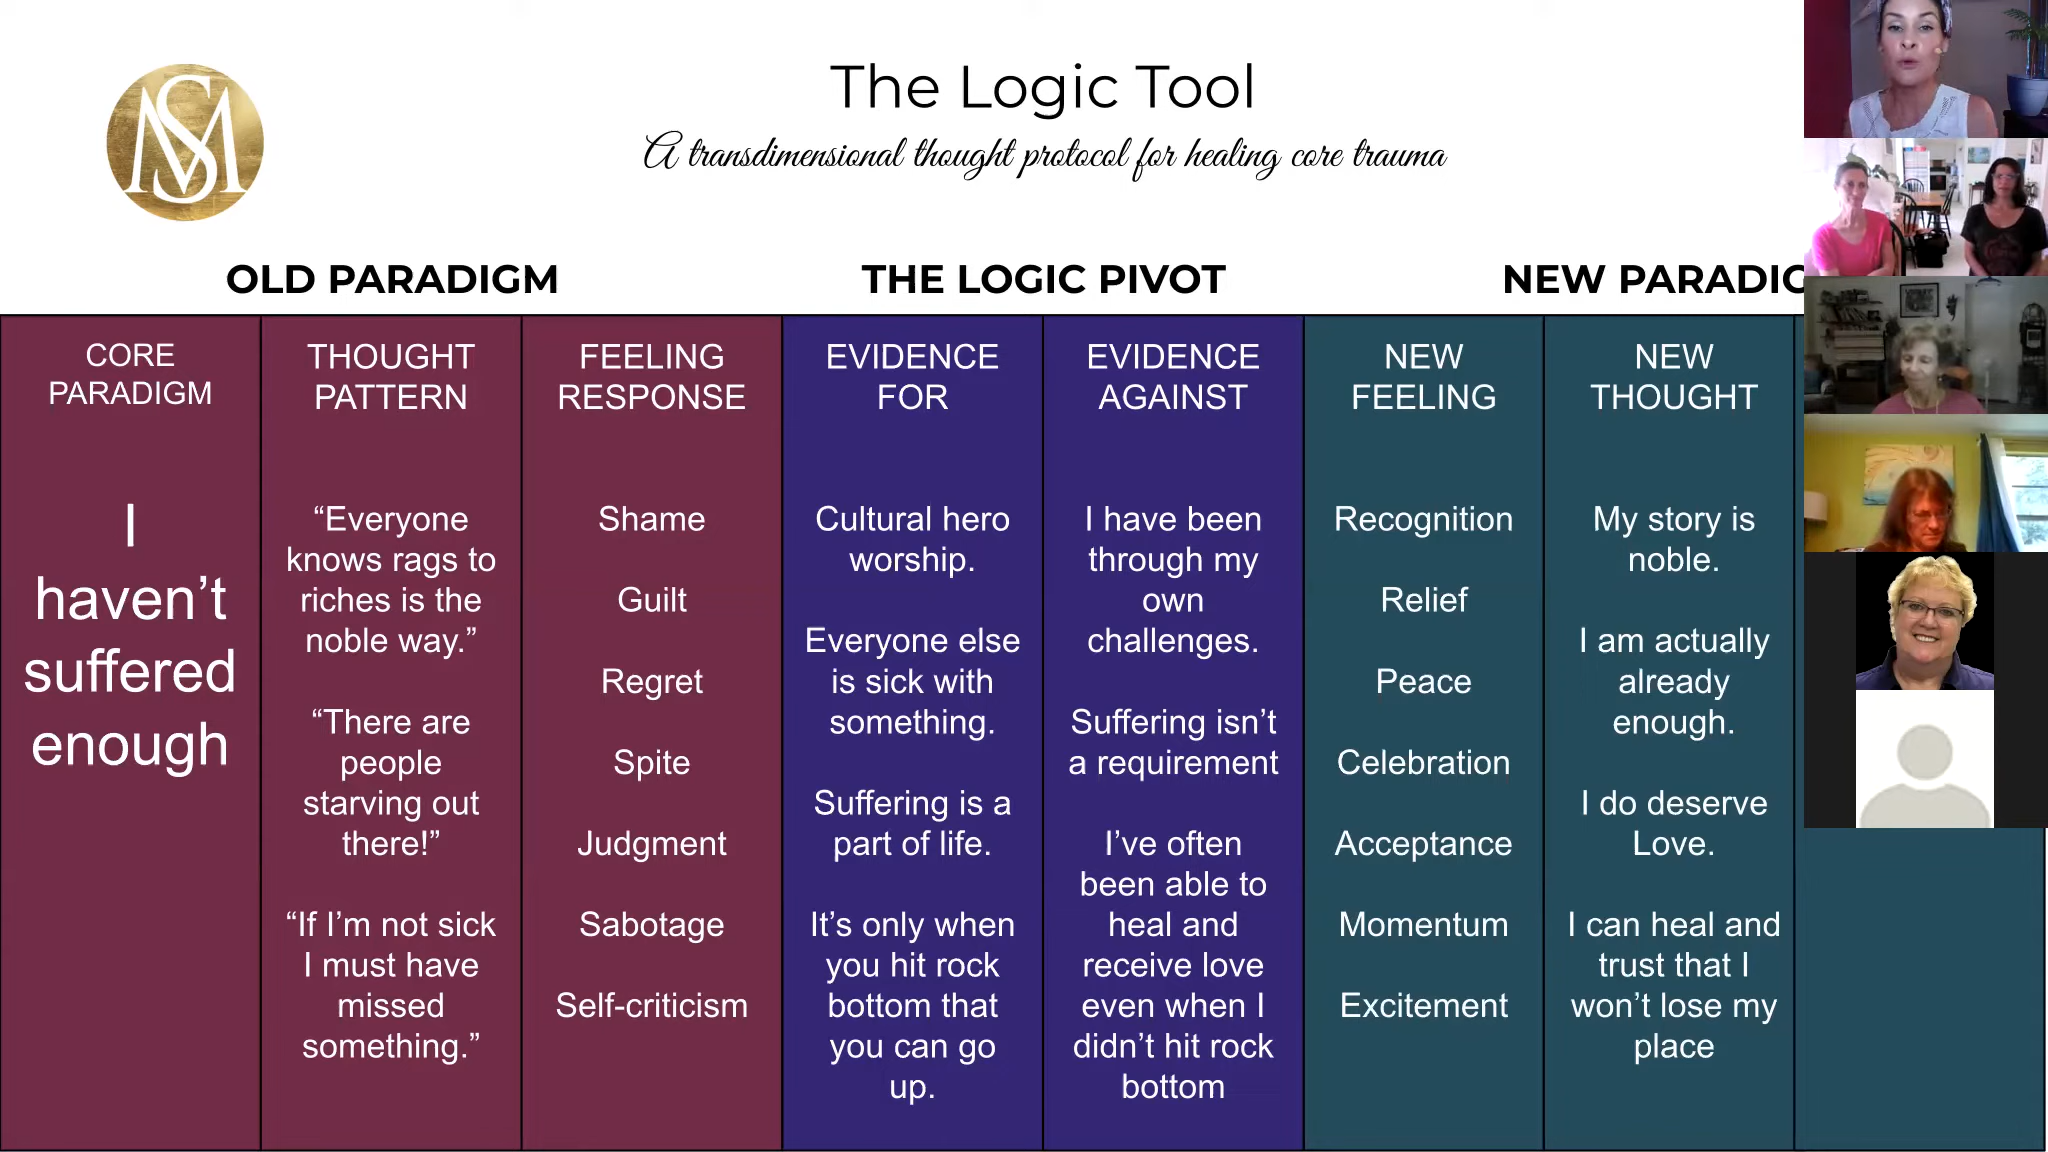 SM
The Logic Tool
A transdimensional thought protocol for healing core trauma
OLD PARADIGM
THE LOGIC PIVOT
NEW PARADIG
CORE
PARADIGM
I
haven’t
suffered
enough
THOUGHT
PATTERN
“Everyone
knows rags to
riches is the
noble way.”
“There are
people
starving out
there!”
“If I’m not sick
I must have
missed
something.”
FEELING
RESPONSE
Shame
Guilt
Regret
Spite
Judgment
Sabotage
Self-criticism
EVIDENCE
FOR
Cultural hero
worship.
Everyone else
is sick with
something.
Suffering is a
part of life.
It’s only when
you hit rock
bottom that
you can go
up.
EVIDENCE
AGAINST
I have been
through my
own
challenges.
Suffering isn’t
a requirement
I’ve often
been able to
heal and
receive love
even when I
didn’t hit rock
bottom
NEW
FEELING
Recognition
Relief
Peace
Celebration
Acceptance
Momentum
Excitement
NEW
THOUGHT
My story is
noble.
I am actually
already
enough.
I do deserve
Love.
I can heal and
trust that I
won’t lose my
place